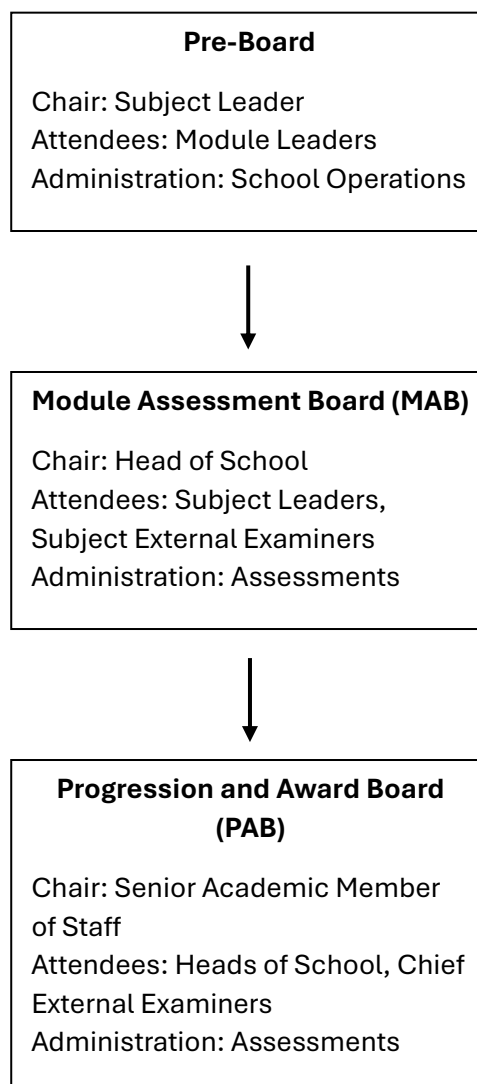 Pre-Board
Chair: Subject Leader
Attendees: Module Leaders
Administration: School Operations
Module Assessment Board (MAB)
Chair: Head of School
Attendees: Subject Leaders,
Subject External Examiners
Administration: Assessments
Progression and Award Board
(PAB)
Chair: Senior Academic Member
of Staff
Attendees: Heads of School, Chief
External Examiners
Administration: Assessments